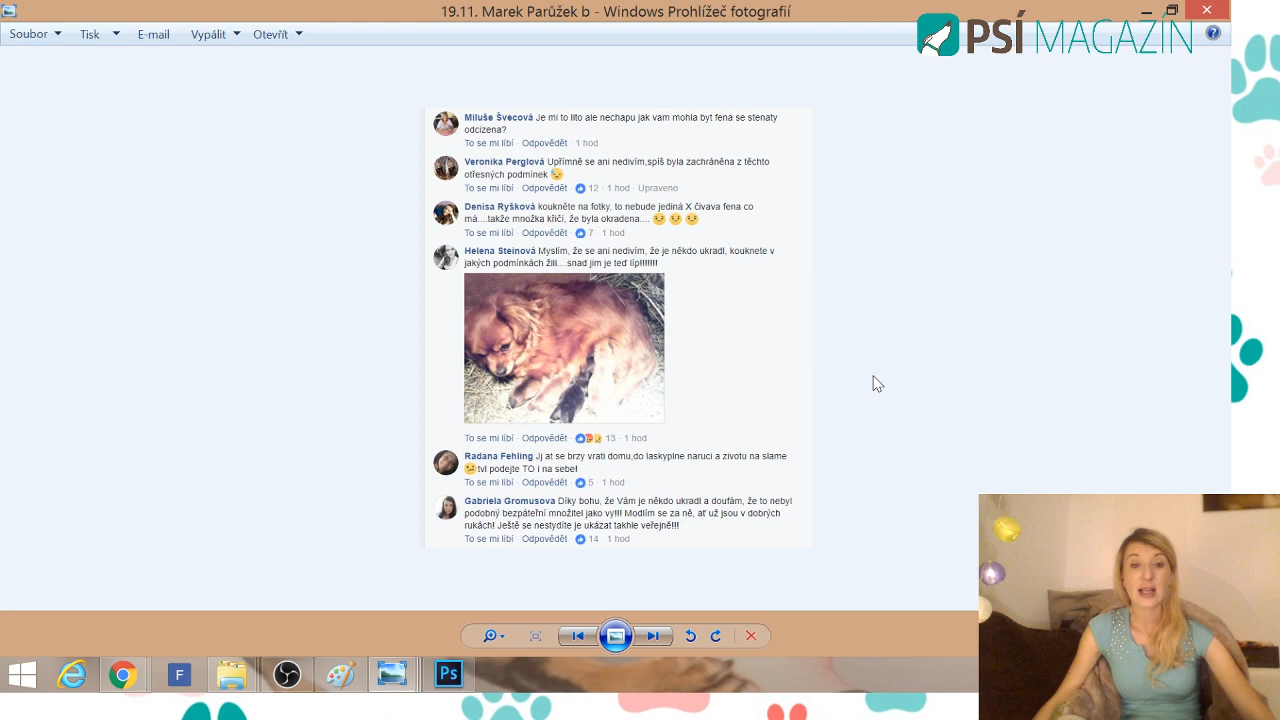 19.11. Marek Parůžek b - Windows Prohlížeč fotografií
Soubor Tisk E-mail Vypálit Otevřít
PSÍ MAGAZÍN
Miluše Švecová Je mi to líto ale nechapu jak vam mohla byt fena se stenaty
odcizena?
To se mi líbí · Odpovědět · 1 hod
Veronika Perglová Upřímně se ani nedivím,spíš byla zachráněna z těchto
otřesných podmínek
To se mi líbí · Odpovědět · 12 · 1 hod · Upraveno
Denisa Ryšková koukněte na fotky, to nebude jediná X čivava fena co
má....takže množka křičí, že byla okradena....
To se mi líbí · Odpovědět · 7 · 1 hod
Helena Steinová Myslím, že se ani nedivím, že je někdo ukradl, kouknete v
jakých podmínkách žili....snad jim je teď líp!!!!!!!
To se mi líbí · Odpovědět · 13 · 1 hod
Radana Fehling Jj at se brzy vrati domu,do laskyplne naruci a zivotu na slame
tvl podejte TO i na sebe!
To se mi líbí · Odpovědět · 5 · 1 hod
Gabriela Gromusova Díky bohu, že Vám je někdo ukradl a doufám, že to nebyl
podobný bezpáteřní množitel jako vy!!! Modlím se za ně, ať už jsou v dobrých
rukách! Ještě se nestydíte je ukázat takhle veřejně!!!
To se mi líbí · Odpovědět · 14 · 1 hod
F
Ps